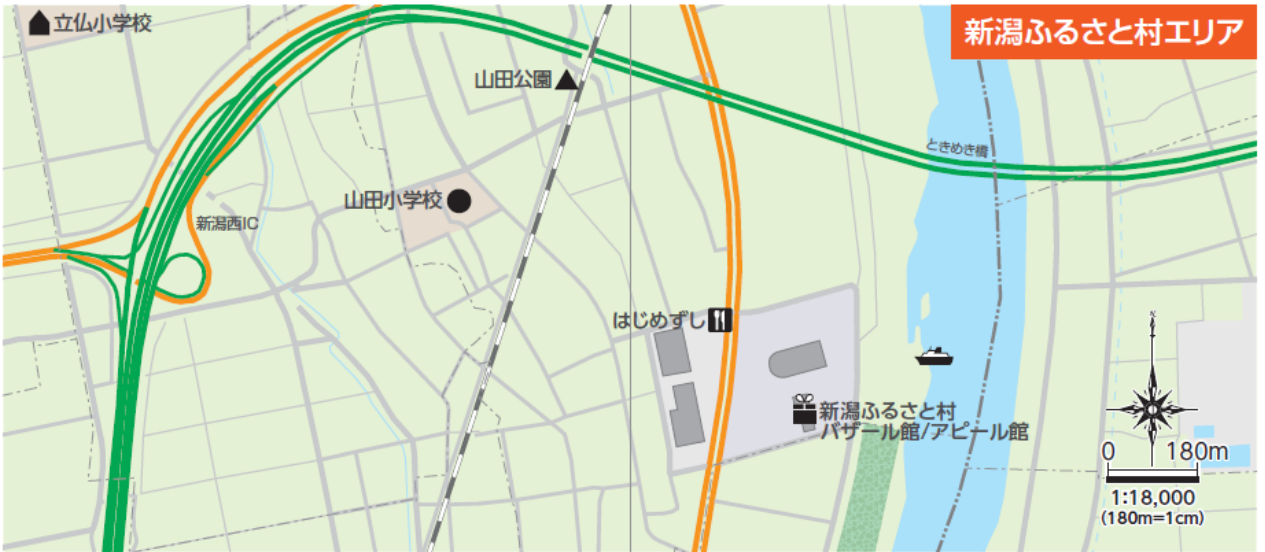 立仏小学校
新潟ふるさと村エリア
山田公園
ときめき橋
山田小学校
新潟西IC
はじめずし
新潟ふるさと村
バザール館/アピール館
N
0 180m
1:18,000
(180m=1cm)